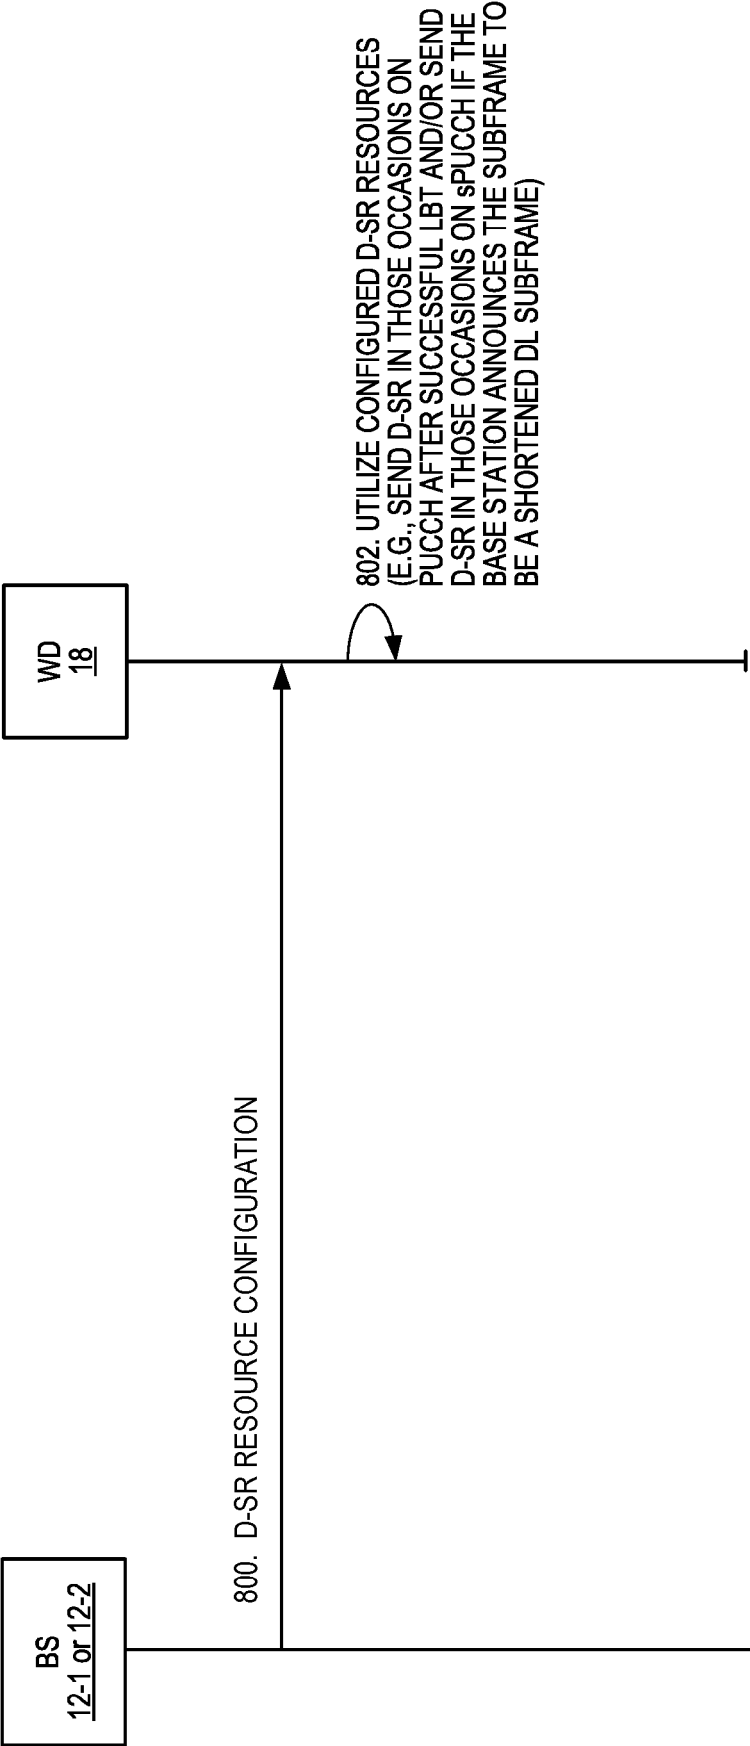 BS
12-1 or 12-2
WD
18
800. D-SR RESOURCE CONFIGURATION
802. UTILIZE CONFIGURED D-SR RESOURCES
(E.G., SEND D-SR IN THOSE OCCASIONS ON
PUCCH AFTER SUCCESSFUL LBT AND/OR SEND
D-SR IN THOSE OCCASIONS ON sPUCCH IF THE
BASE STATION ANNOUNCES THE SUBFRAME TO
BE A SHORTENED DL SUBFRAME)